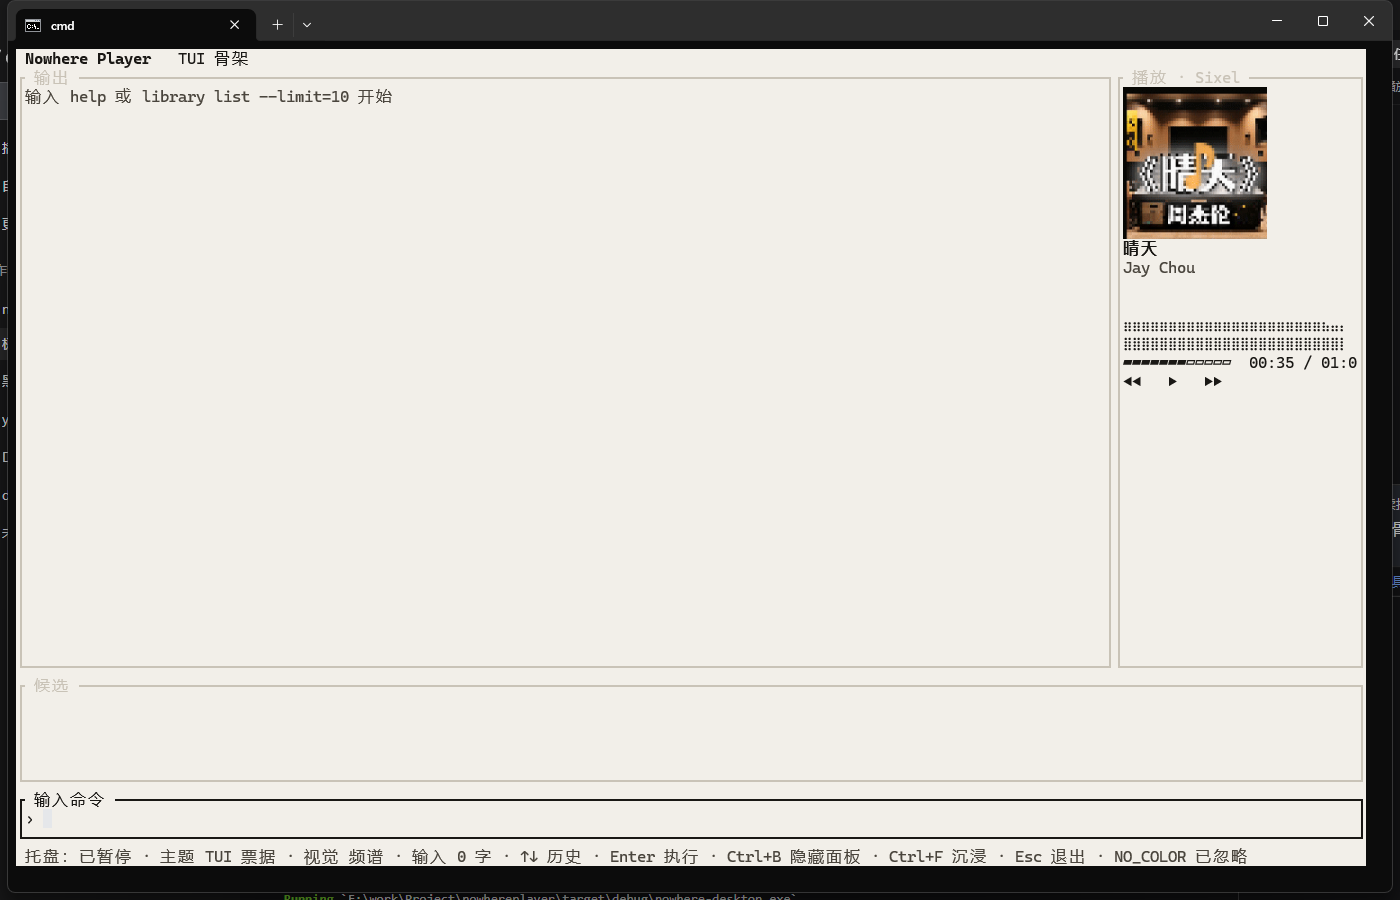 cmd
Nowhere Player TUI 骨架
输出
输入 help 或 library list --limit=10 开始
播放 · Sixel
《晴天》
周杰伦
晴天
Jay Chou
00:35 / 01:0
候选
输入命令
›
托盘: 已暂停 · 主题 TUI 票据 · 视觉 频谱 · 输入 0 字 · ↑↓ 历史 · Enter 执行 · Ctrl+B 隐藏面板 · Ctrl+F 沉浸 · Esc 退出 · NO_COLOR 已忽略